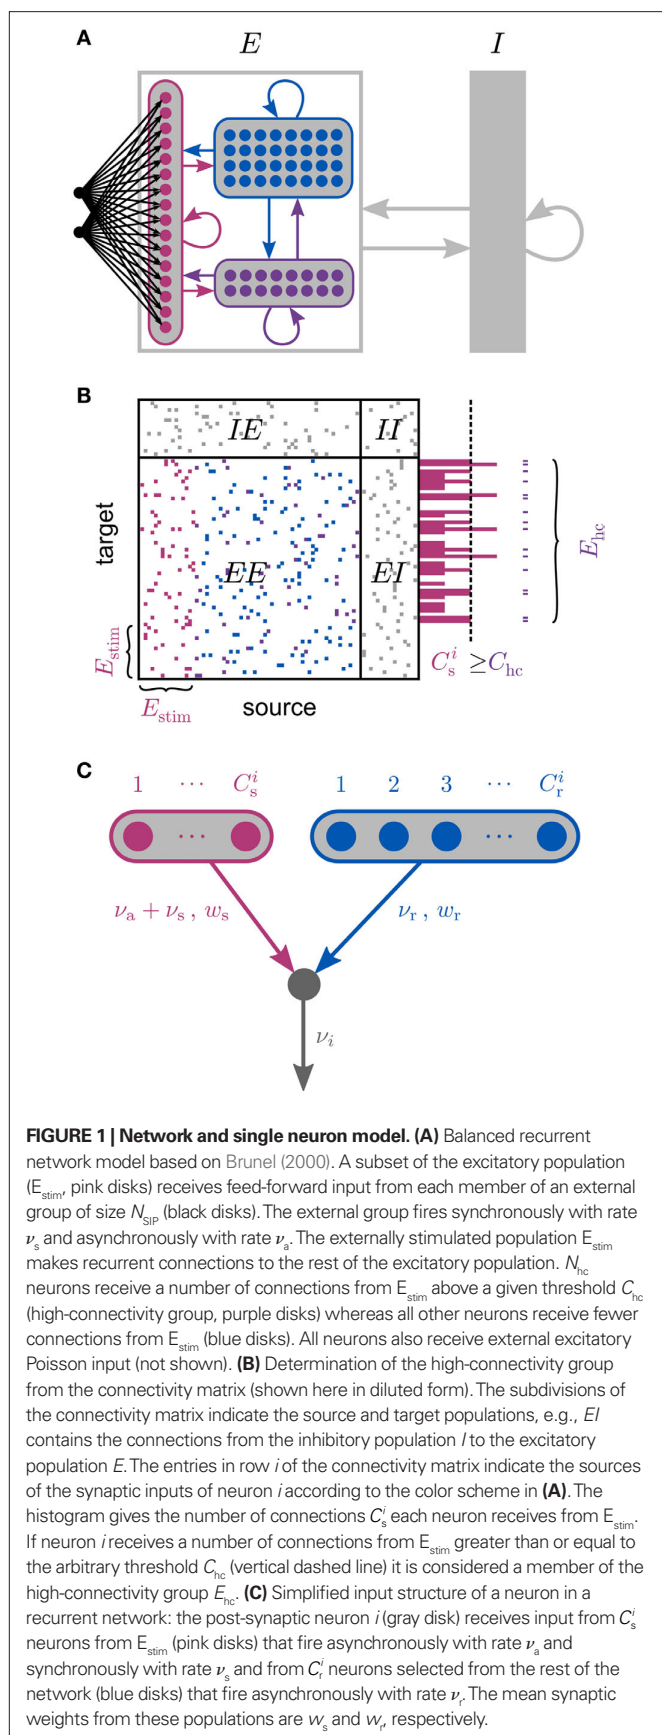 A
E
I
B
IE
II
EE
EI
target
E_stim
E_stim
source
E_hc
C_s^i ≥C_hc
C
1 ⋯ C_s^i
1 2 3 ⋯ C_r^i
ν_a + ν_s , w_s
ν_r , w_r
ν_i
FIGURE 1 | Network and single neuron model. (A) Balanced recurrent
network model based on Brunel (2000). A subset of the excitatory population
(E_stim, pink disks) receives feed-forward input from each member of an external
group of size N_SIP (black disks). The external group fires synchronously with rate
ν_s and asynchronously with rate ν_a. The externally stimulated population E_stim
makes recurrent connections to the rest of the excitatory population. N_hc
neurons receive a number of connections from E_stim above a given threshold C_hc
(high-connectivity group, purple disks) whereas all other neurons receive fewer
connections from E_stim (blue disks). All neurons also receive external excitatory
Poisson input (not shown). (B) Determination of the high-connectivity group
from the connectivity matrix (shown here in diluted form). The subdivisions of
the connectivity matrix indicate the source and target populations, e.g., EI
contains the connections from the inhibitory population I to the excitatory
population E. The entries in row i of the connectivity matrix indicate the sources
of the synaptic inputs of neuron i according to the color scheme in (A). The
histogram gives the number of connections C_s^i each neuron receives from E_stim.
If neuron i receives a number of connections from E_stim greater than or equal to
the arbitrary threshold C_hc (vertical dashed line) it is considered a member of the
high-connectivity group E_hc. (C) Simplified input structure of a neuron in a
recurrent network: the post-synaptic neuron i (gray disk) receives input from C_s^i
neurons from E_stim (pink disks) that fire asynchronously with rate ν_a and
synchronously with rate ν_s and from C_r^i neurons selected from the rest of the
network (blue disks) that fire asynchronously with rate ν_r. The mean synaptic
weights from these populations are w_s and w_r, respectively.